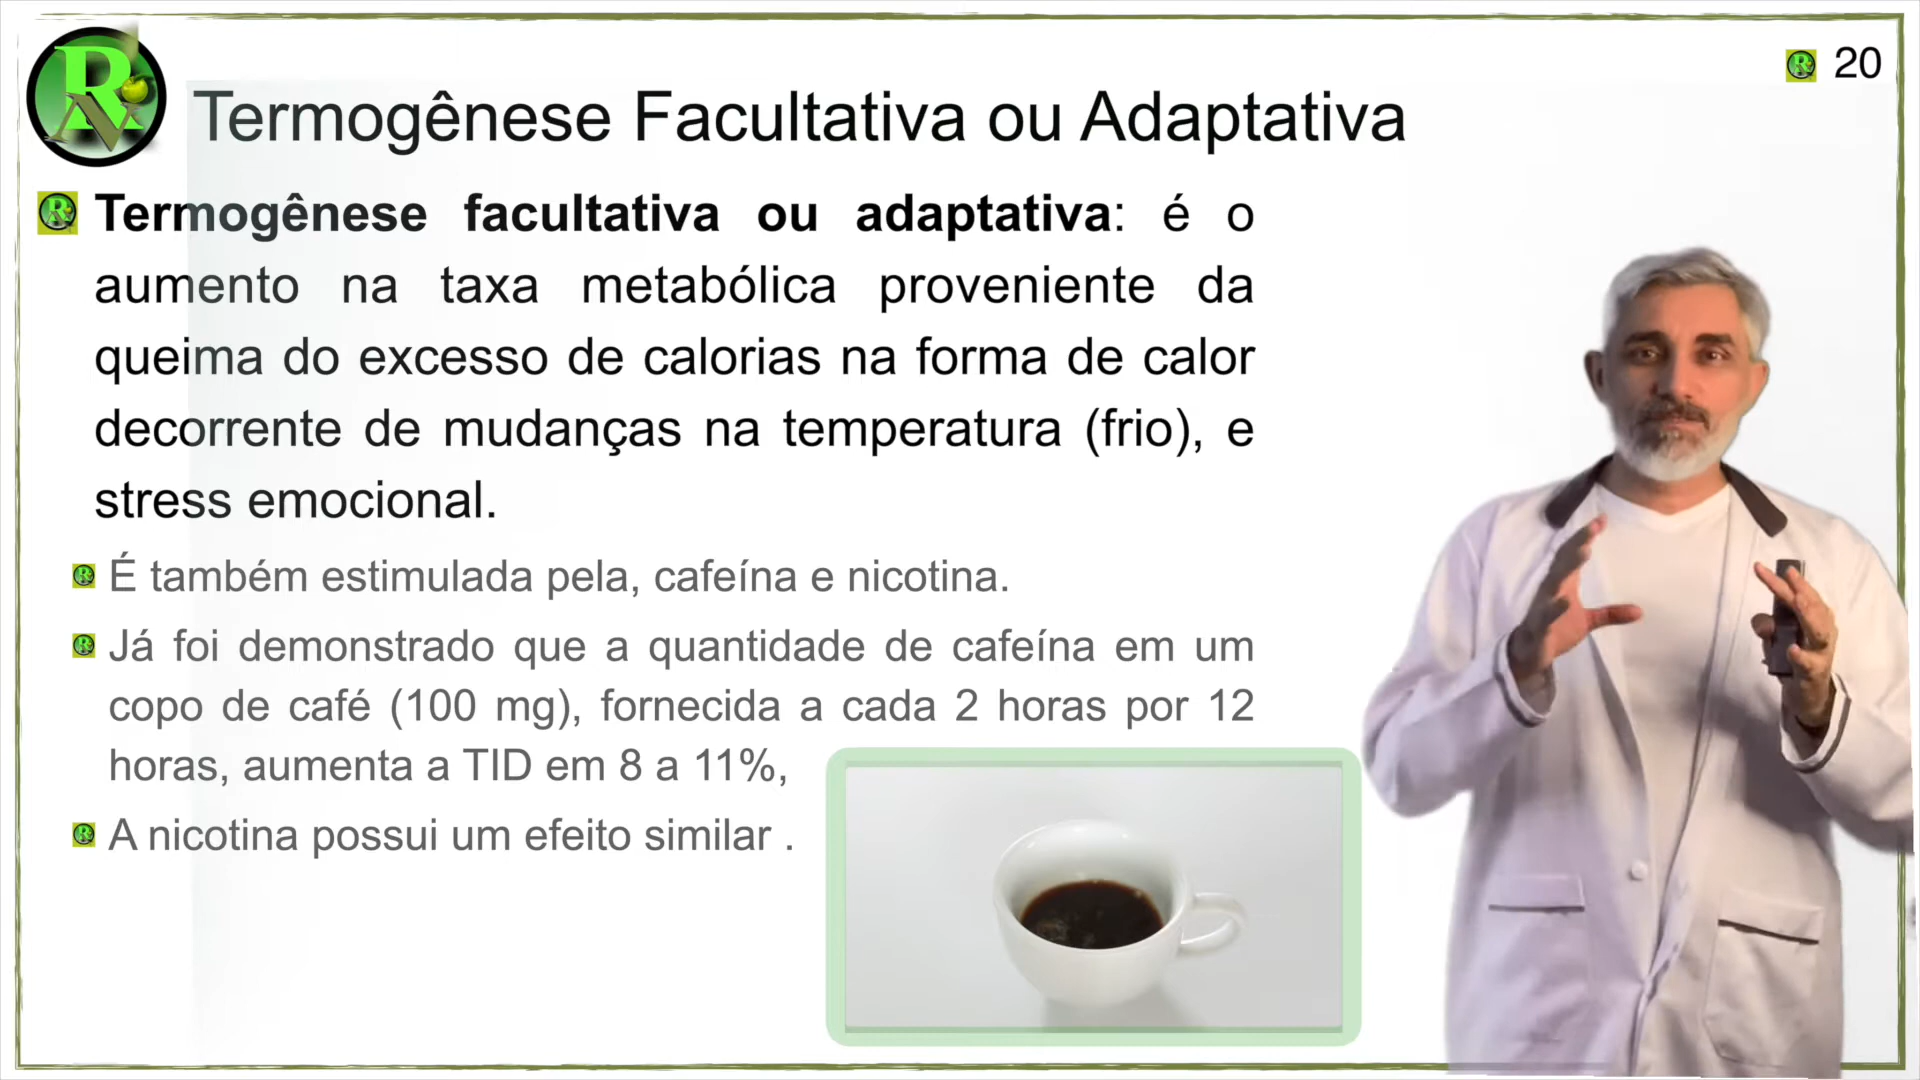 20
Termogênese Facultativa ou Adaptativa
Termogênese facultativa ou adaptativa: é o
aumento na taxa metabólica proveniente da
queima do excesso de calorias na forma de calor
decorrente de mudanças na temperatura (frio), e
stress emocional.
É também estimulada pela, cafeína e nicotina.
Já foi demonstrado que a quantidade de cafeína em um
copo de café (100 mg), fornecida a cada 2 horas por 12
horas, aumenta a TID em 8 a 11%,
A nicotina possui um efeito similar .